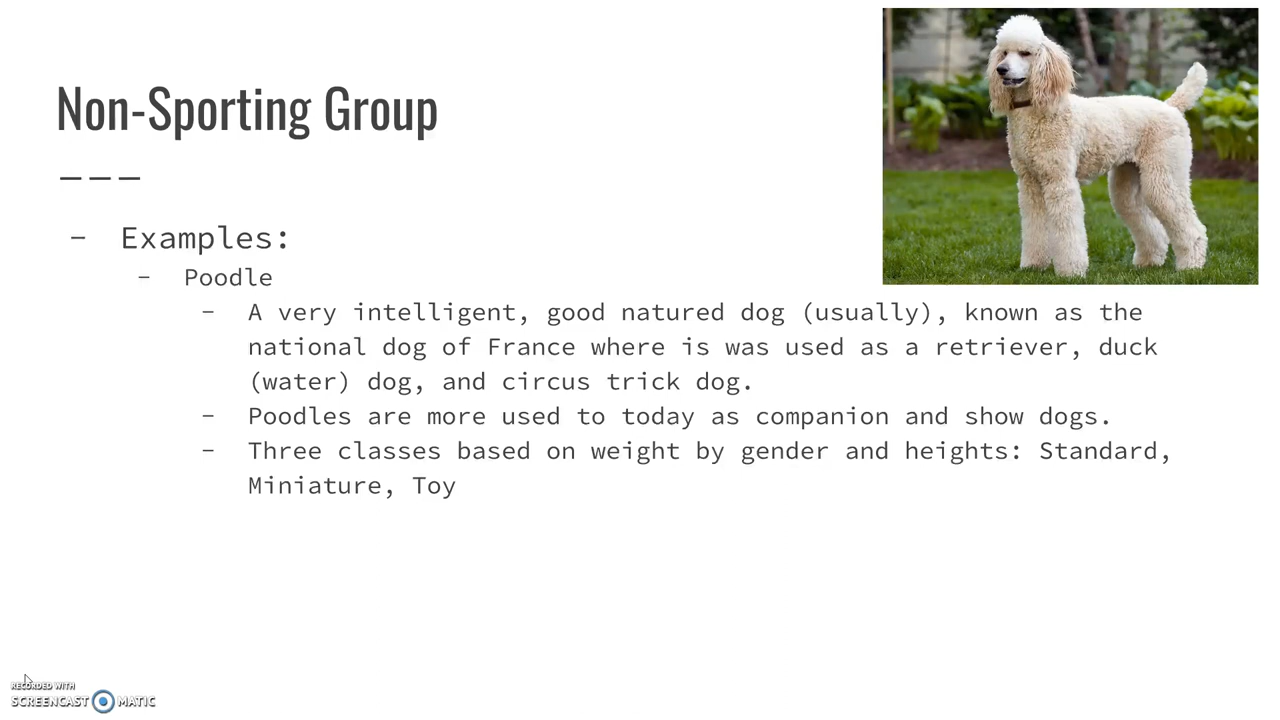 Non-Sporting Group
– Examples:
– Poodle
– A very intelligent, good natured dog (usually), known as the
national dog of France where is was used as a retriever, duck
(water) dog, and circus trick dog.
– Poodles are more used to today as companion and show dogs.
– Three classes based on weight by gender and heights: Standard,
Miniature, Toy
RECORDED WITH
SCREENCAST MATIC